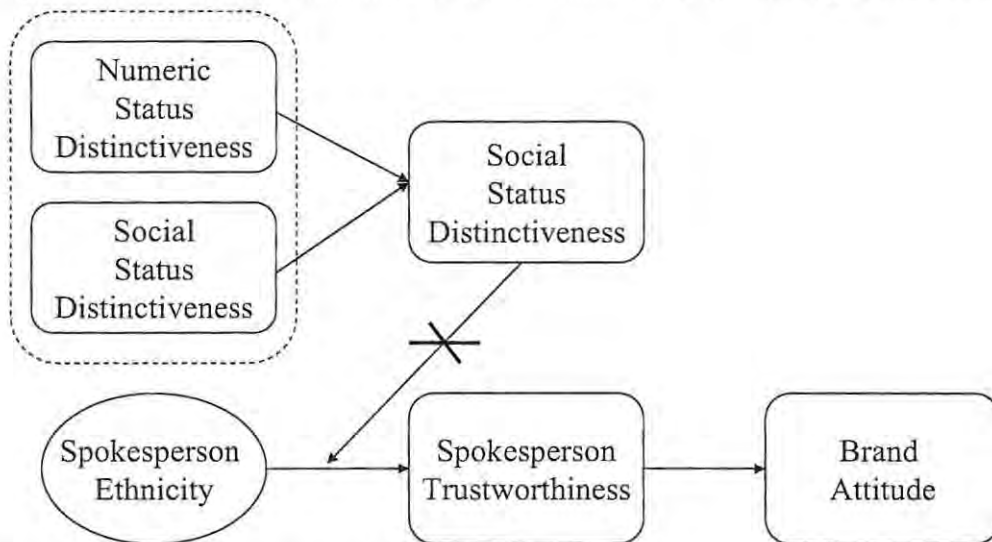 Numeric
Status
Distinctiveness
Social
Status
Distinctiveness
Social
Status
Distinctiveness
Spokesperson
Ethnicity
Spokesperson
Trustworthiness
Brand
Attitude